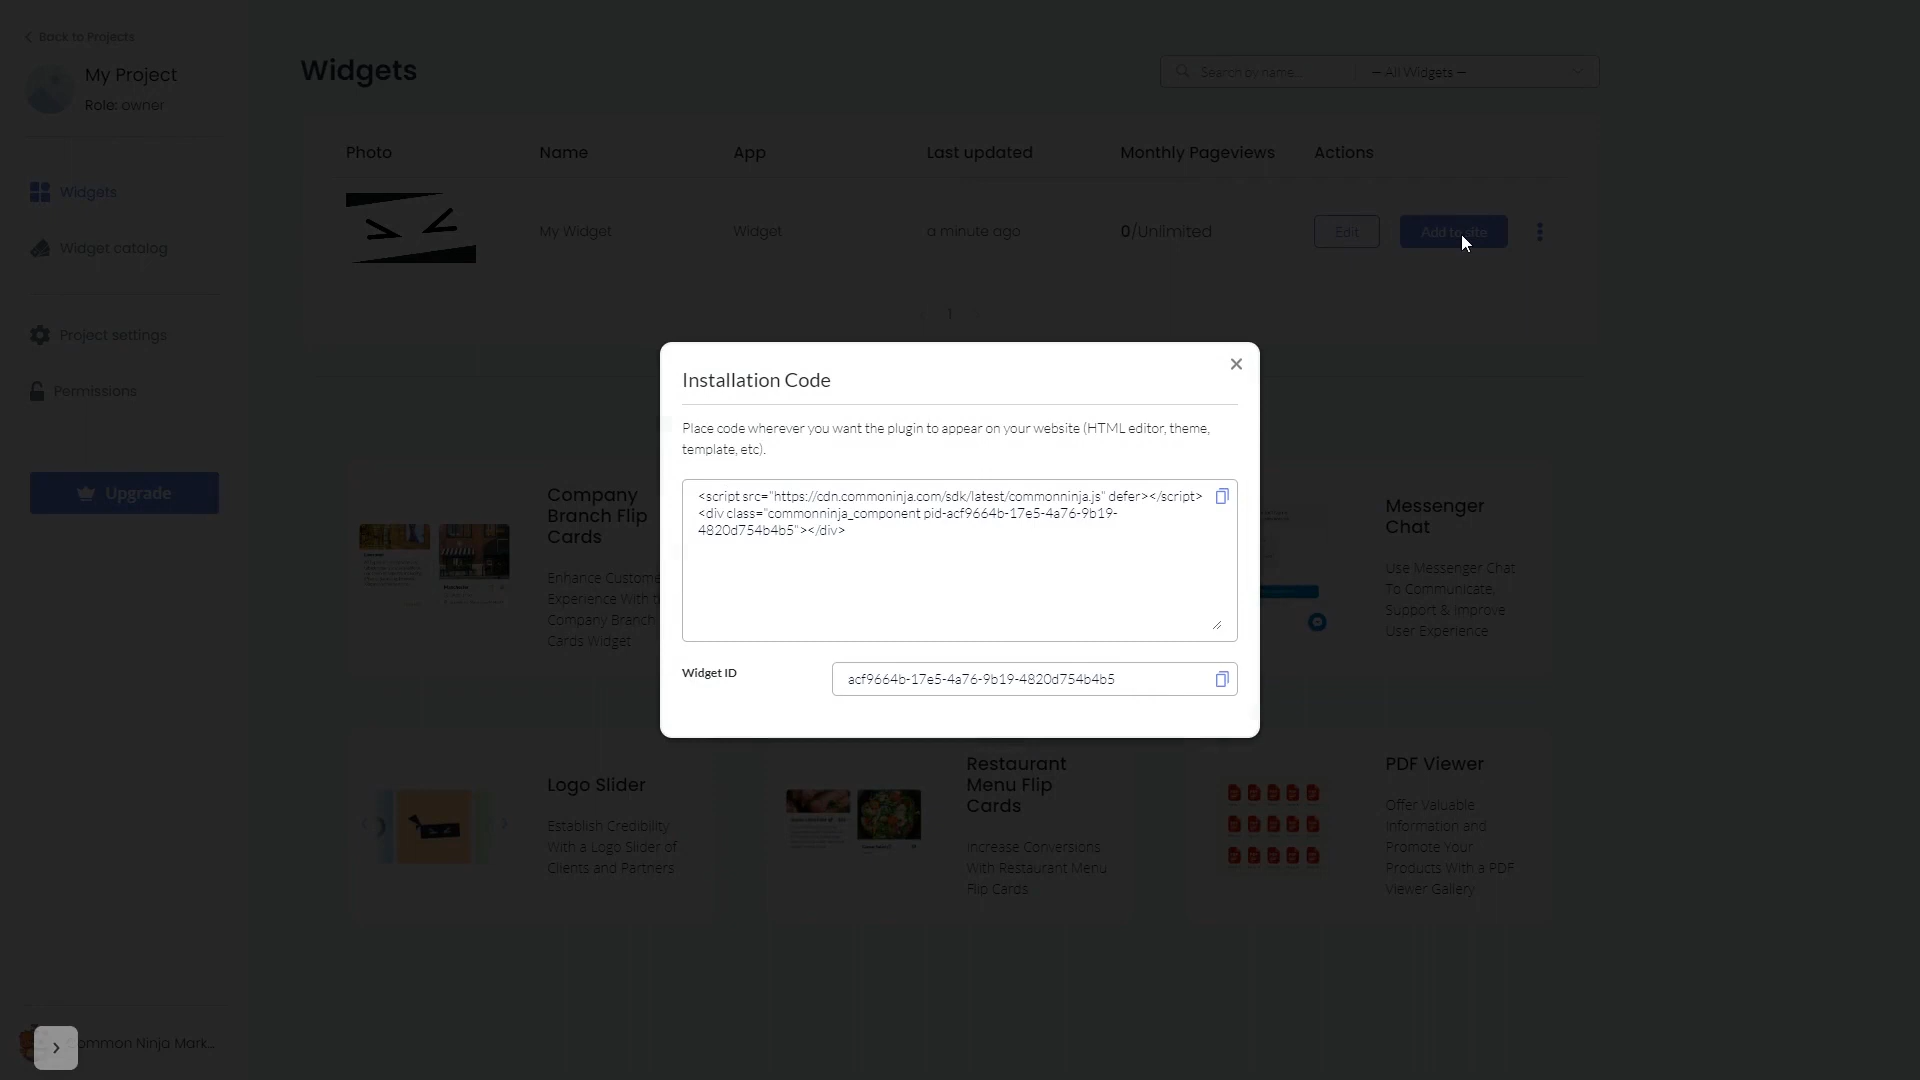 Back to Projects
My Project
Role: owner
Widgets
Widget catalog
Project settings
Permissions
Upgrade
Widgets
Search by name...
— All Widgets —
Photo
Name
App
Last updated
Monthly Pageviews
Actions
My Widget
Widget
a minute ago
0/Unlimited
Edit
Add to site
1
Installation Code
Place code wherever you want the plugin to appear on your website (HTML editor, theme,
template, etc).
<script src="https://cdn.commoninja.com/sdk/latest/commonninja.js" defer></script>
<div class="commonninja_component pid-acf9664b-17e5-4a76-9b19-
4820d754b4b5"></div>
Widget ID
acf9664b-17e5-4a76-9b19-4820d754b4b5
Company
Branch Flip
Cards
Enhance Custome
Experience With
Company Branch
Cards Widget
Messenger
Chat
Use Messenger Chat
To Communicate,
Support & Improve
User Experience
Logo Slider
Establish Credibility
With a Logo Slider of
Clients and Partners
Restaurant
Menu Flip
Cards
Increase Conversions
With Restaurant Menu
Flip Cards
PDF Viewer
Offer Valuable
Information and
Promote Your
Products With a PDF
Viewer Gallery
ommon Ninja Mark...